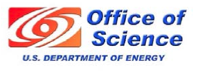 Office of
Science
U.S. DEPARTMENT OF ENERGY